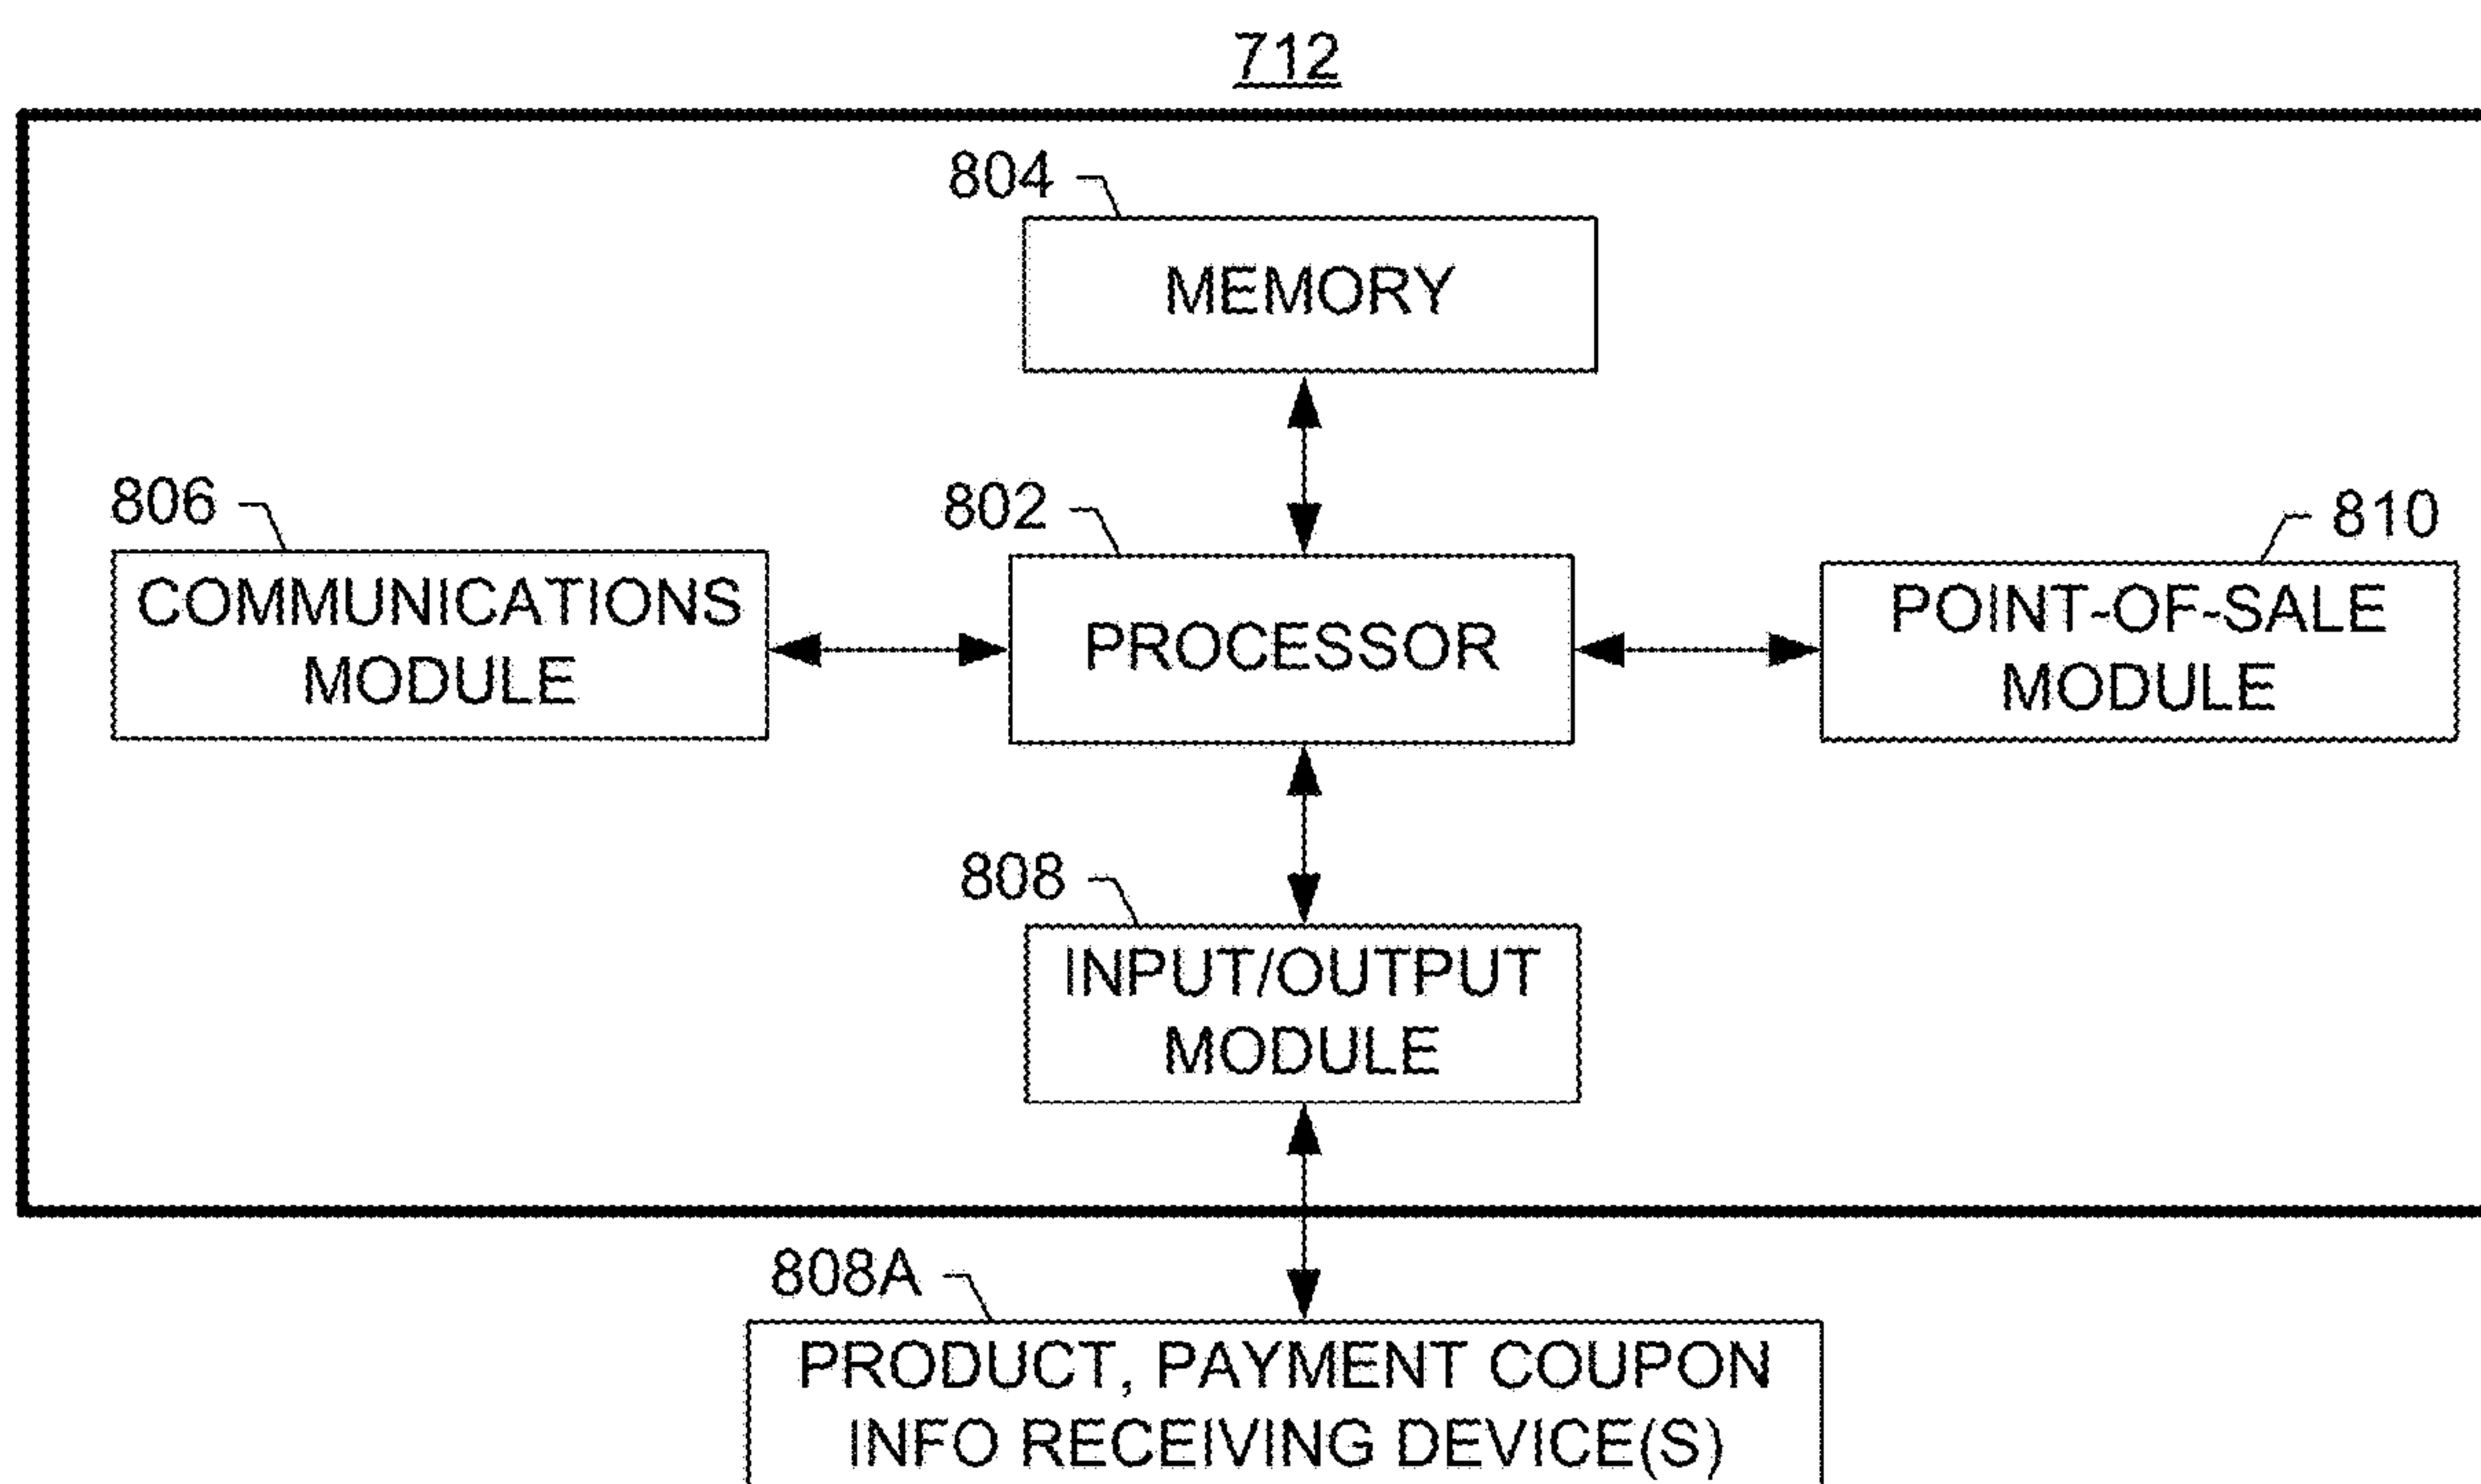 712
804
MEMORY
806
802
810
COMMUNICATIONS
MODULE
PROCESSOR
POINT-OF-SALE
MODULE
808
INPUT/OUTPUT
MODULE
808A
PRODUCT, PAYMENT COUPON
INFO RECEIVING DEVICE(S)